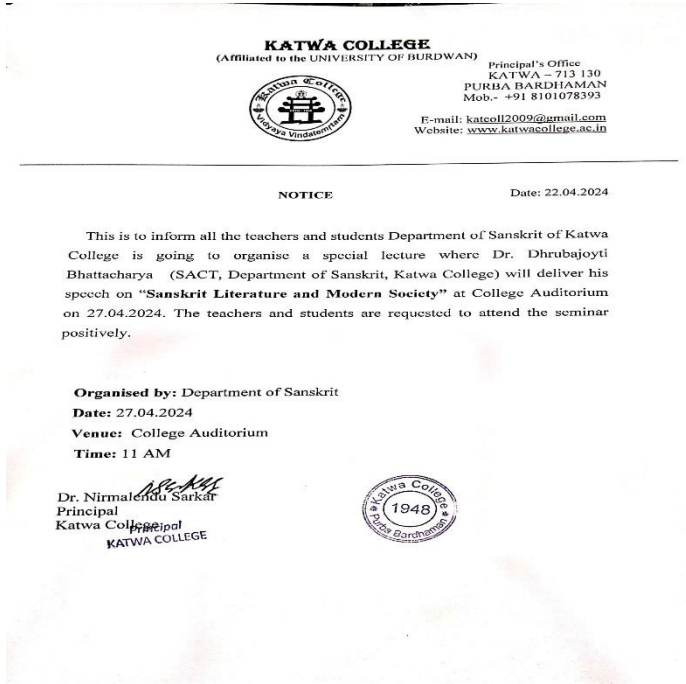 KATWA COLLEGE
(Affiliated to the UNIVERSITY OF BURDWAN)
Principal's Office
KATWA – 713 130
PURBA BARDHAMAN
Mob.- +91 8101078393
E-mail: katcoll2009@gmail.com
Website: www.katwacollege.ac.in
Katwa College
Vidyaya Vindatemritam
NOTICE
Date: 22.04.2024
This is to inform all the teachers and students Department of Sanskrit of Katwa
College is going to organise a special lecture where Dr. Dhrubajoyti
Bhattacharya (SACT, Department of Sanskrit, Katwa College) will deliver his
speech on “Sanskrit Literature and Modern Society” at College Auditorium
on 27.04.2024. The teachers and students are requested to attend the seminar
positively.
Organised by: Department of Sanskrit
Date: 27.04.2024
Venue: College Auditorium
Time: 11 AM
Dr. Nirmalendu Sarkar
Principal
Katwa College
Principal
KATWA COLLEGE
Katwa College
1948
Purba Bardhaman